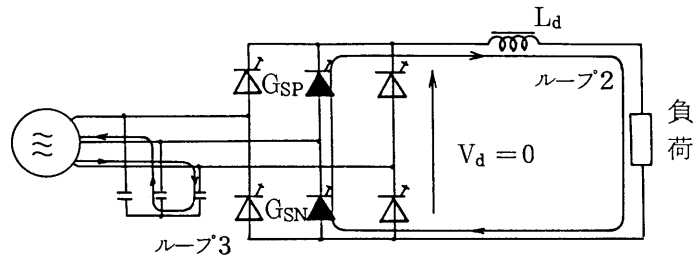 L_d
ループ2
G_SP
負荷
V_d = 0
G_SN
ループ3